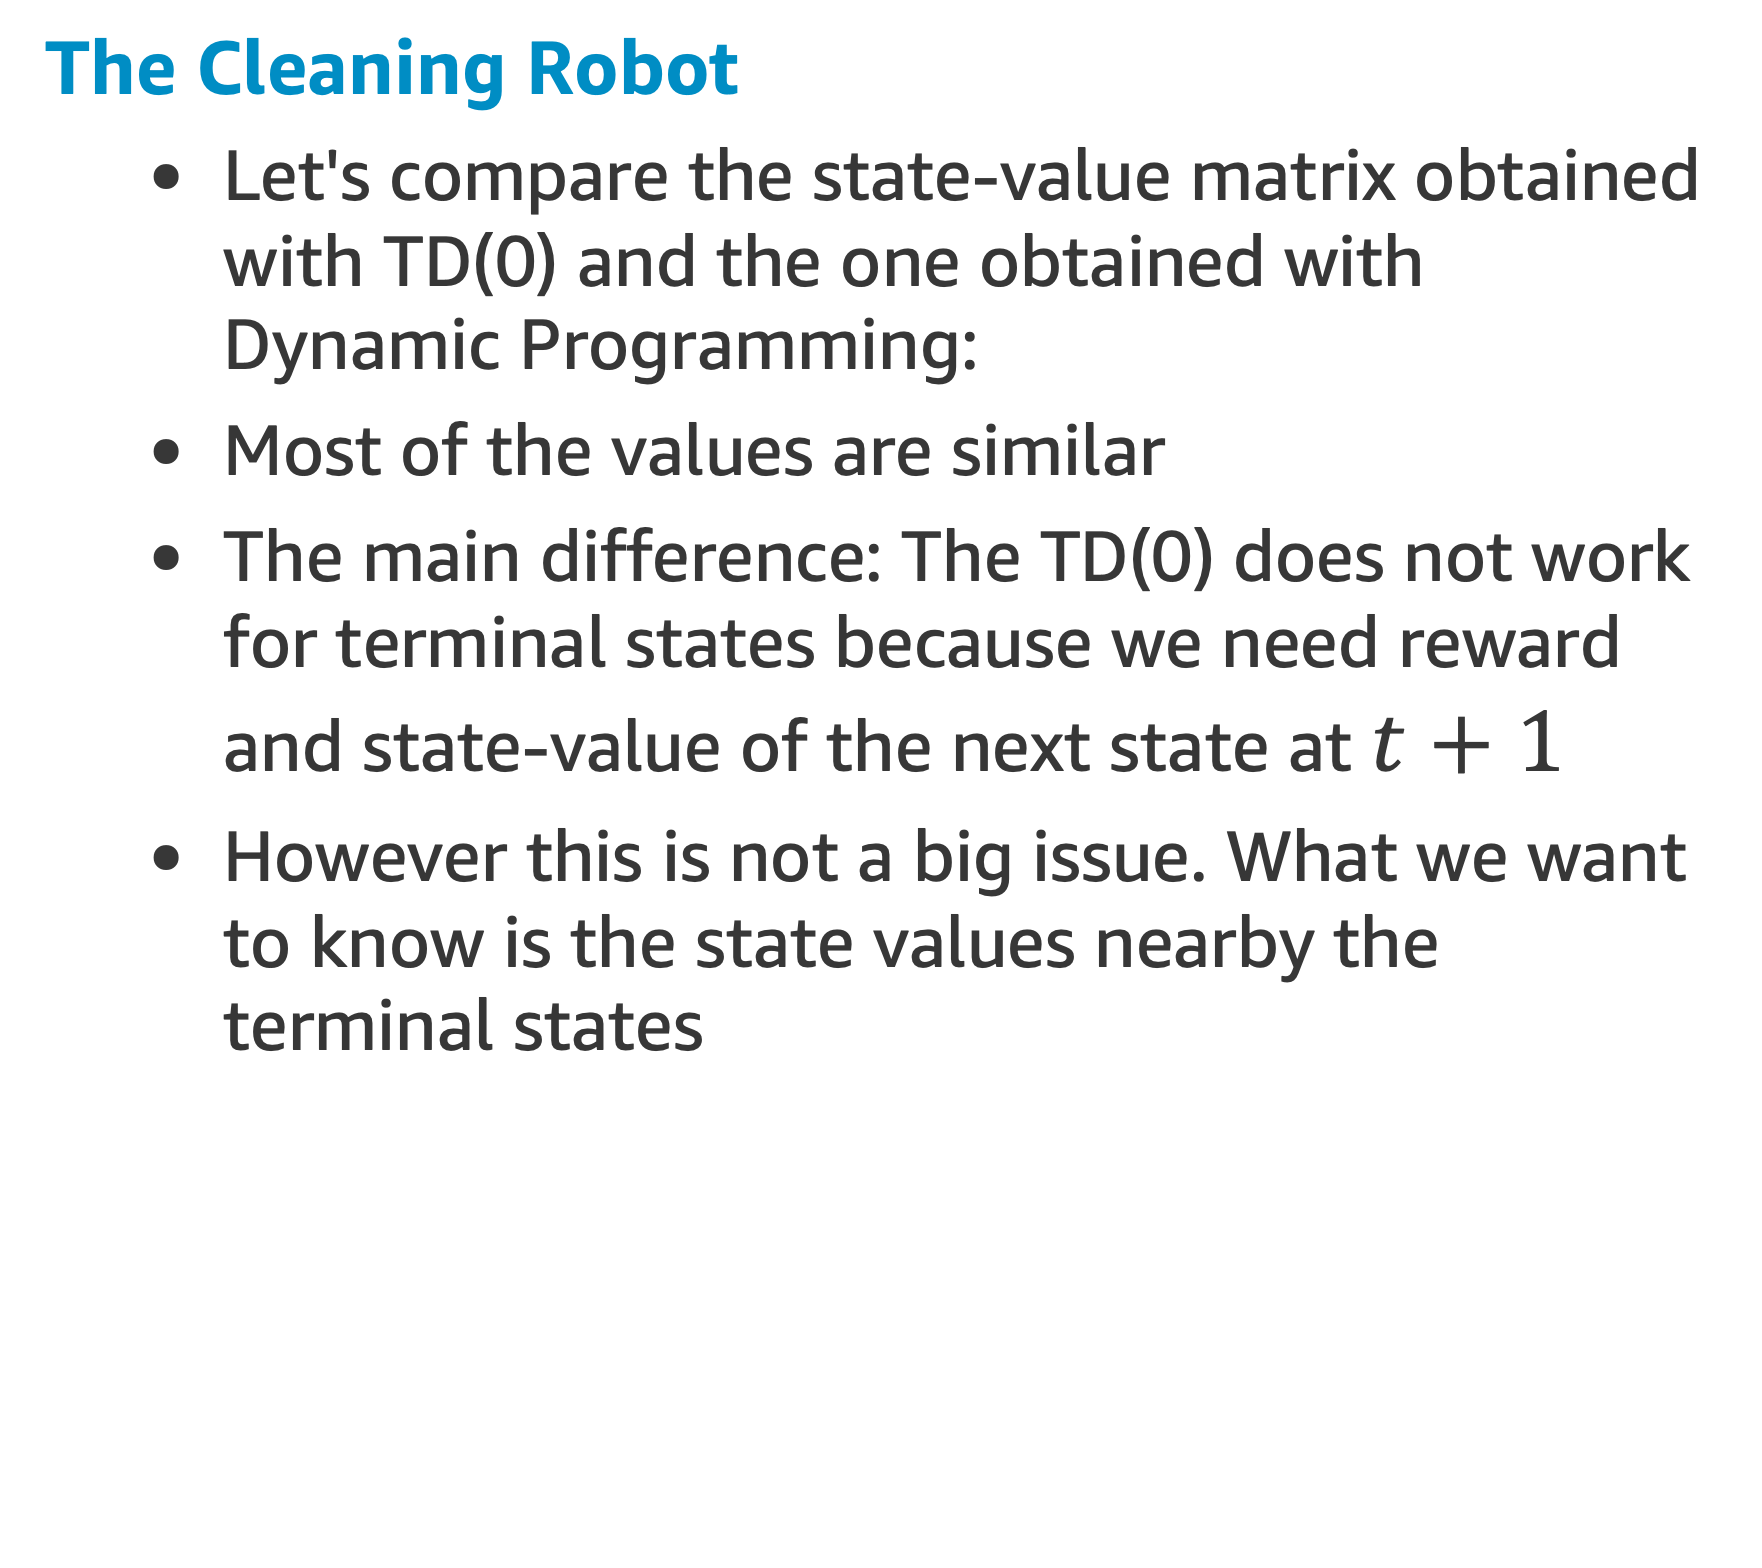 The Cleaning Robot
• Let's compare the state-value matrix obtained
with TD(0) and the one obtained with
Dynamic Programming:
• Most of the values are similar
• The main difference: The TD(0) does not work
for terminal states because we need reward
and state-value of the next state at t + 1
• However this is not a big issue. What we want
to know is the state values nearby the
terminal states